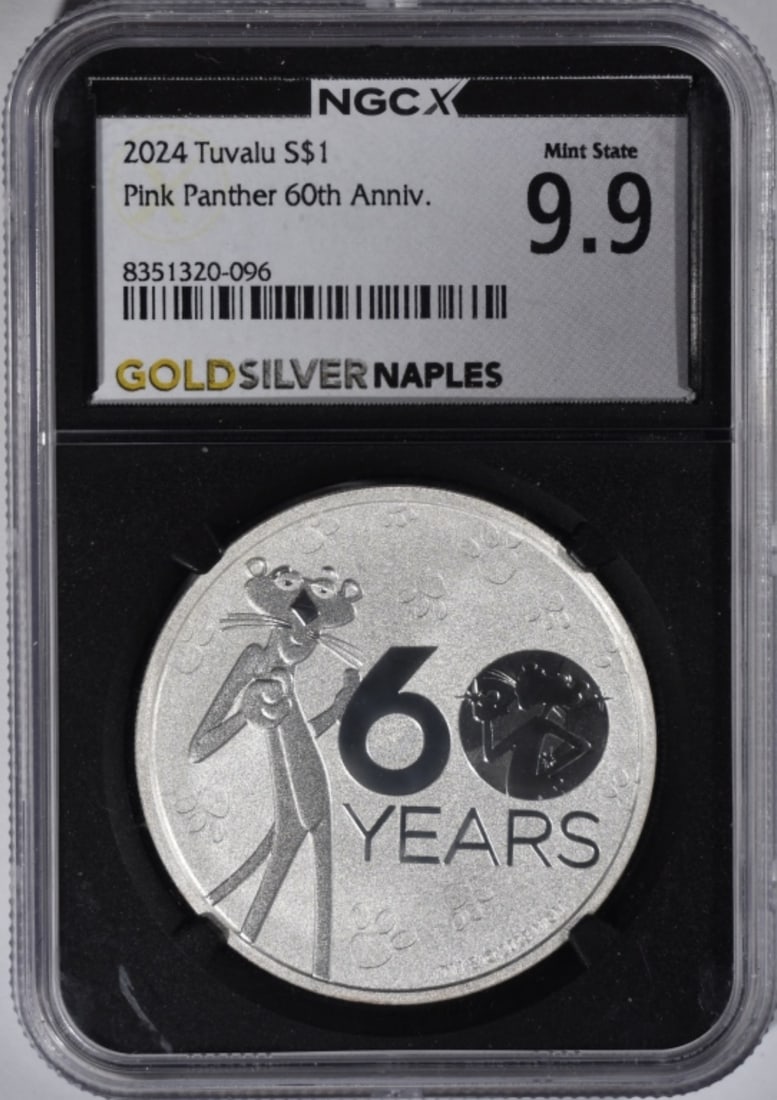 NGCX
2024 Tuvalu S$1
Pink Panther 60th Anniv.
Mint State
9.9
8351320-096
GOLDSILVERNAPLES
60
YEARS